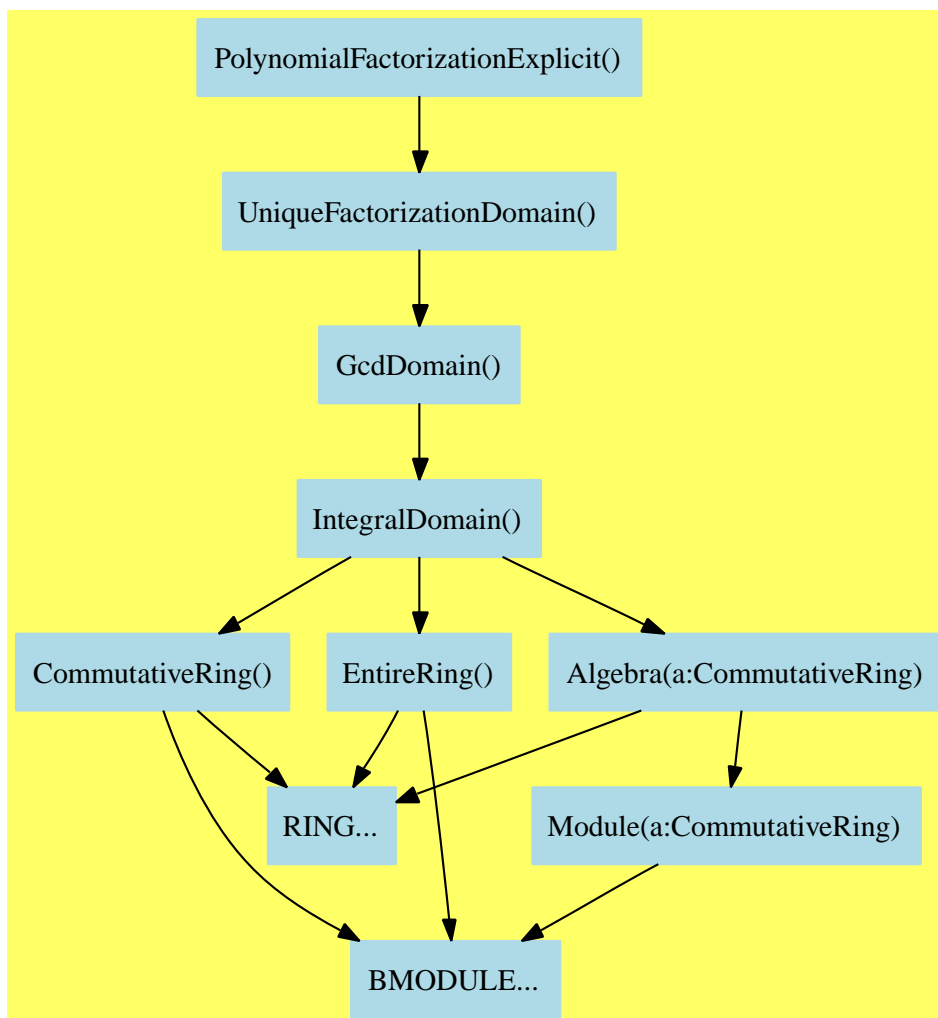 PolynomialFactorizationExplicit()
UniqueFactorizationDomain()
GcdDomain()
IntegralDomain()
CommutativeRing()
EntireRing()
Algebra(a:CommutativeRing)
RING...
Module(a:CommutativeRing)
BMODULE...